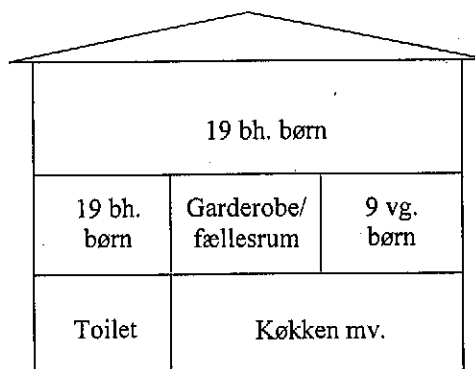 19 bh. børn
19 bh.
børn
Garderobe/
fællesrum
9 vg.
børn
Toilet
Køkken mv.